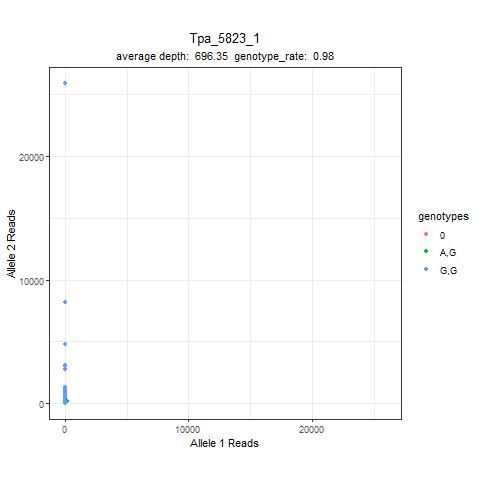 Tpa_5823_1
average depth: 696.35 genotype_rate: 0.98
Allele 2 Reads
20000
10000
0
0
10000
20000
Allele 1 Reads
genotypes
0
A,G
G,G